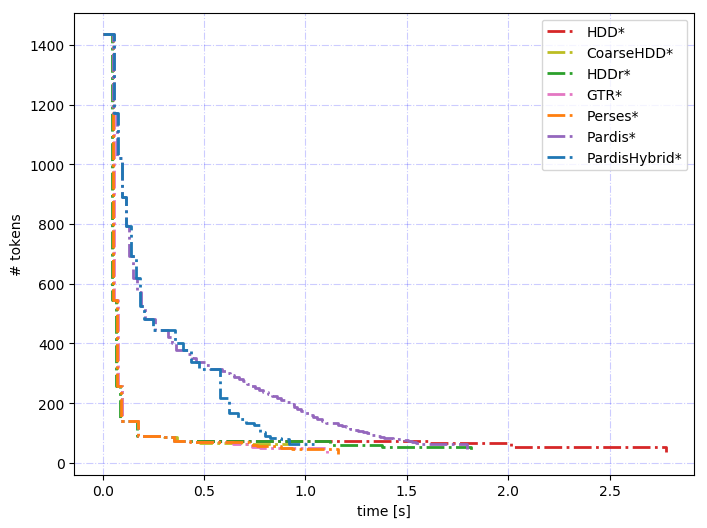 HDD*
CoarseHDD*
HDDr*
GTR*
Perses*
Pardis*
PardisHybrid*
# tokens
1400
1200
1000
800
600
400
200
0
0.0 0.5 1.0 1.5 2.0 2.5
time [s]